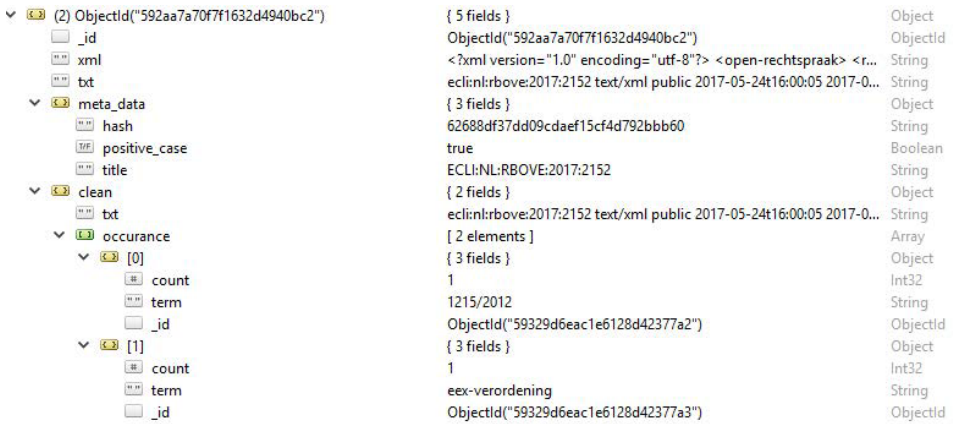 (2) ObjectId("592aa7a70f7f1632d4940bc2") { 5 fields } Object
_id ObjectId("592aa7a70f7f1632d4940bc2") ObjectId
"" xml <?xml version="1.0" encoding="utf-8"?> <open-rechtspraak> <r... String
"" txt ecli:nl:rbove:2017:2152 text/xml public 2017-05-24t16:00:05 2017-0... String
meta_data { 3 fields } Object
"" hash 62688df37dd09cdaef15cf4d792bbb60 String
T/F positive_case true Boolean
"" title ECLI:NL:RBOVE:2017:2152 String
clean { 2 fields } Object
"" txt ecli:nl:rbove:2017:2152 text/xml public 2017-05-24t16:00:05 2017-0... String
occurance [ 2 elements ] Array
[0] { 3 fields } Object
# count 1 Int32
"" term 1215/2012 String
_id ObjectId("59329d6eac1e6128d42377a2") ObjectId
[1] { 3 fields } Object
# count 1 Int32
"" term eex-verordening String
_id ObjectId("59329d6eac1e6128d42377a3") ObjectId